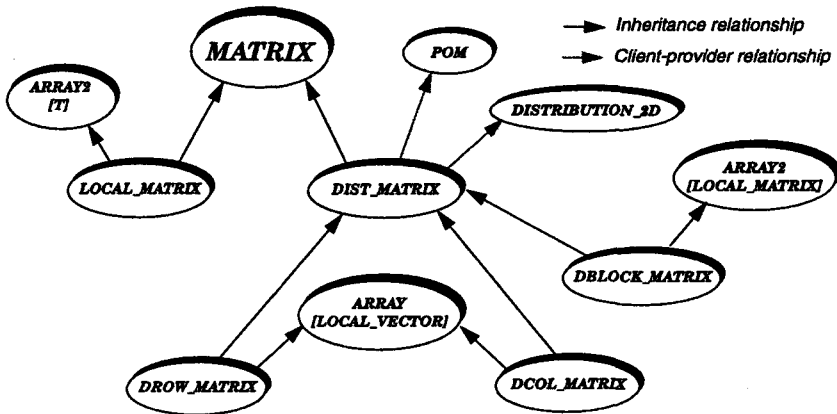 MATRIX
POM
Inheritance relationship
Client-provider relationship
ARRAY2
[T]
DISTRIBUTION_2D
LOCAL_MATRIX
DIST_MATRIX
ARRAY2
[LOCAL_MATRIX]
DBLOCK_MATRIX
ARRAY
[LOCAL_VECTOR]
DROW_MATRIX
DCOL_MATRIX